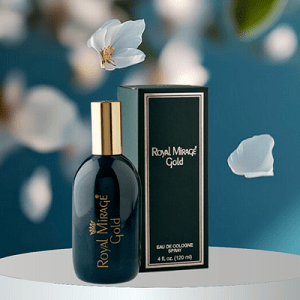 ROYAL MIRAGE®
Gold
ROYAL MIRAGE®
Gold
EAU DE COLOGNE
SPRAY
4 fl. oz. (120 ml)